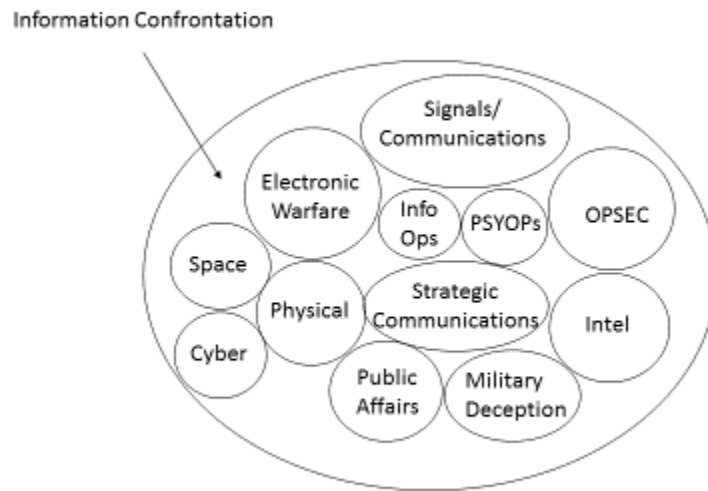 Information Confrontation
Signals/
Communications
Electronic
Warfare
Info
Ops
PSYOPs
OPSEC
Space
Physical
Strategic
Communications
Intel
Cyber
Public
Affairs
Military
Deception